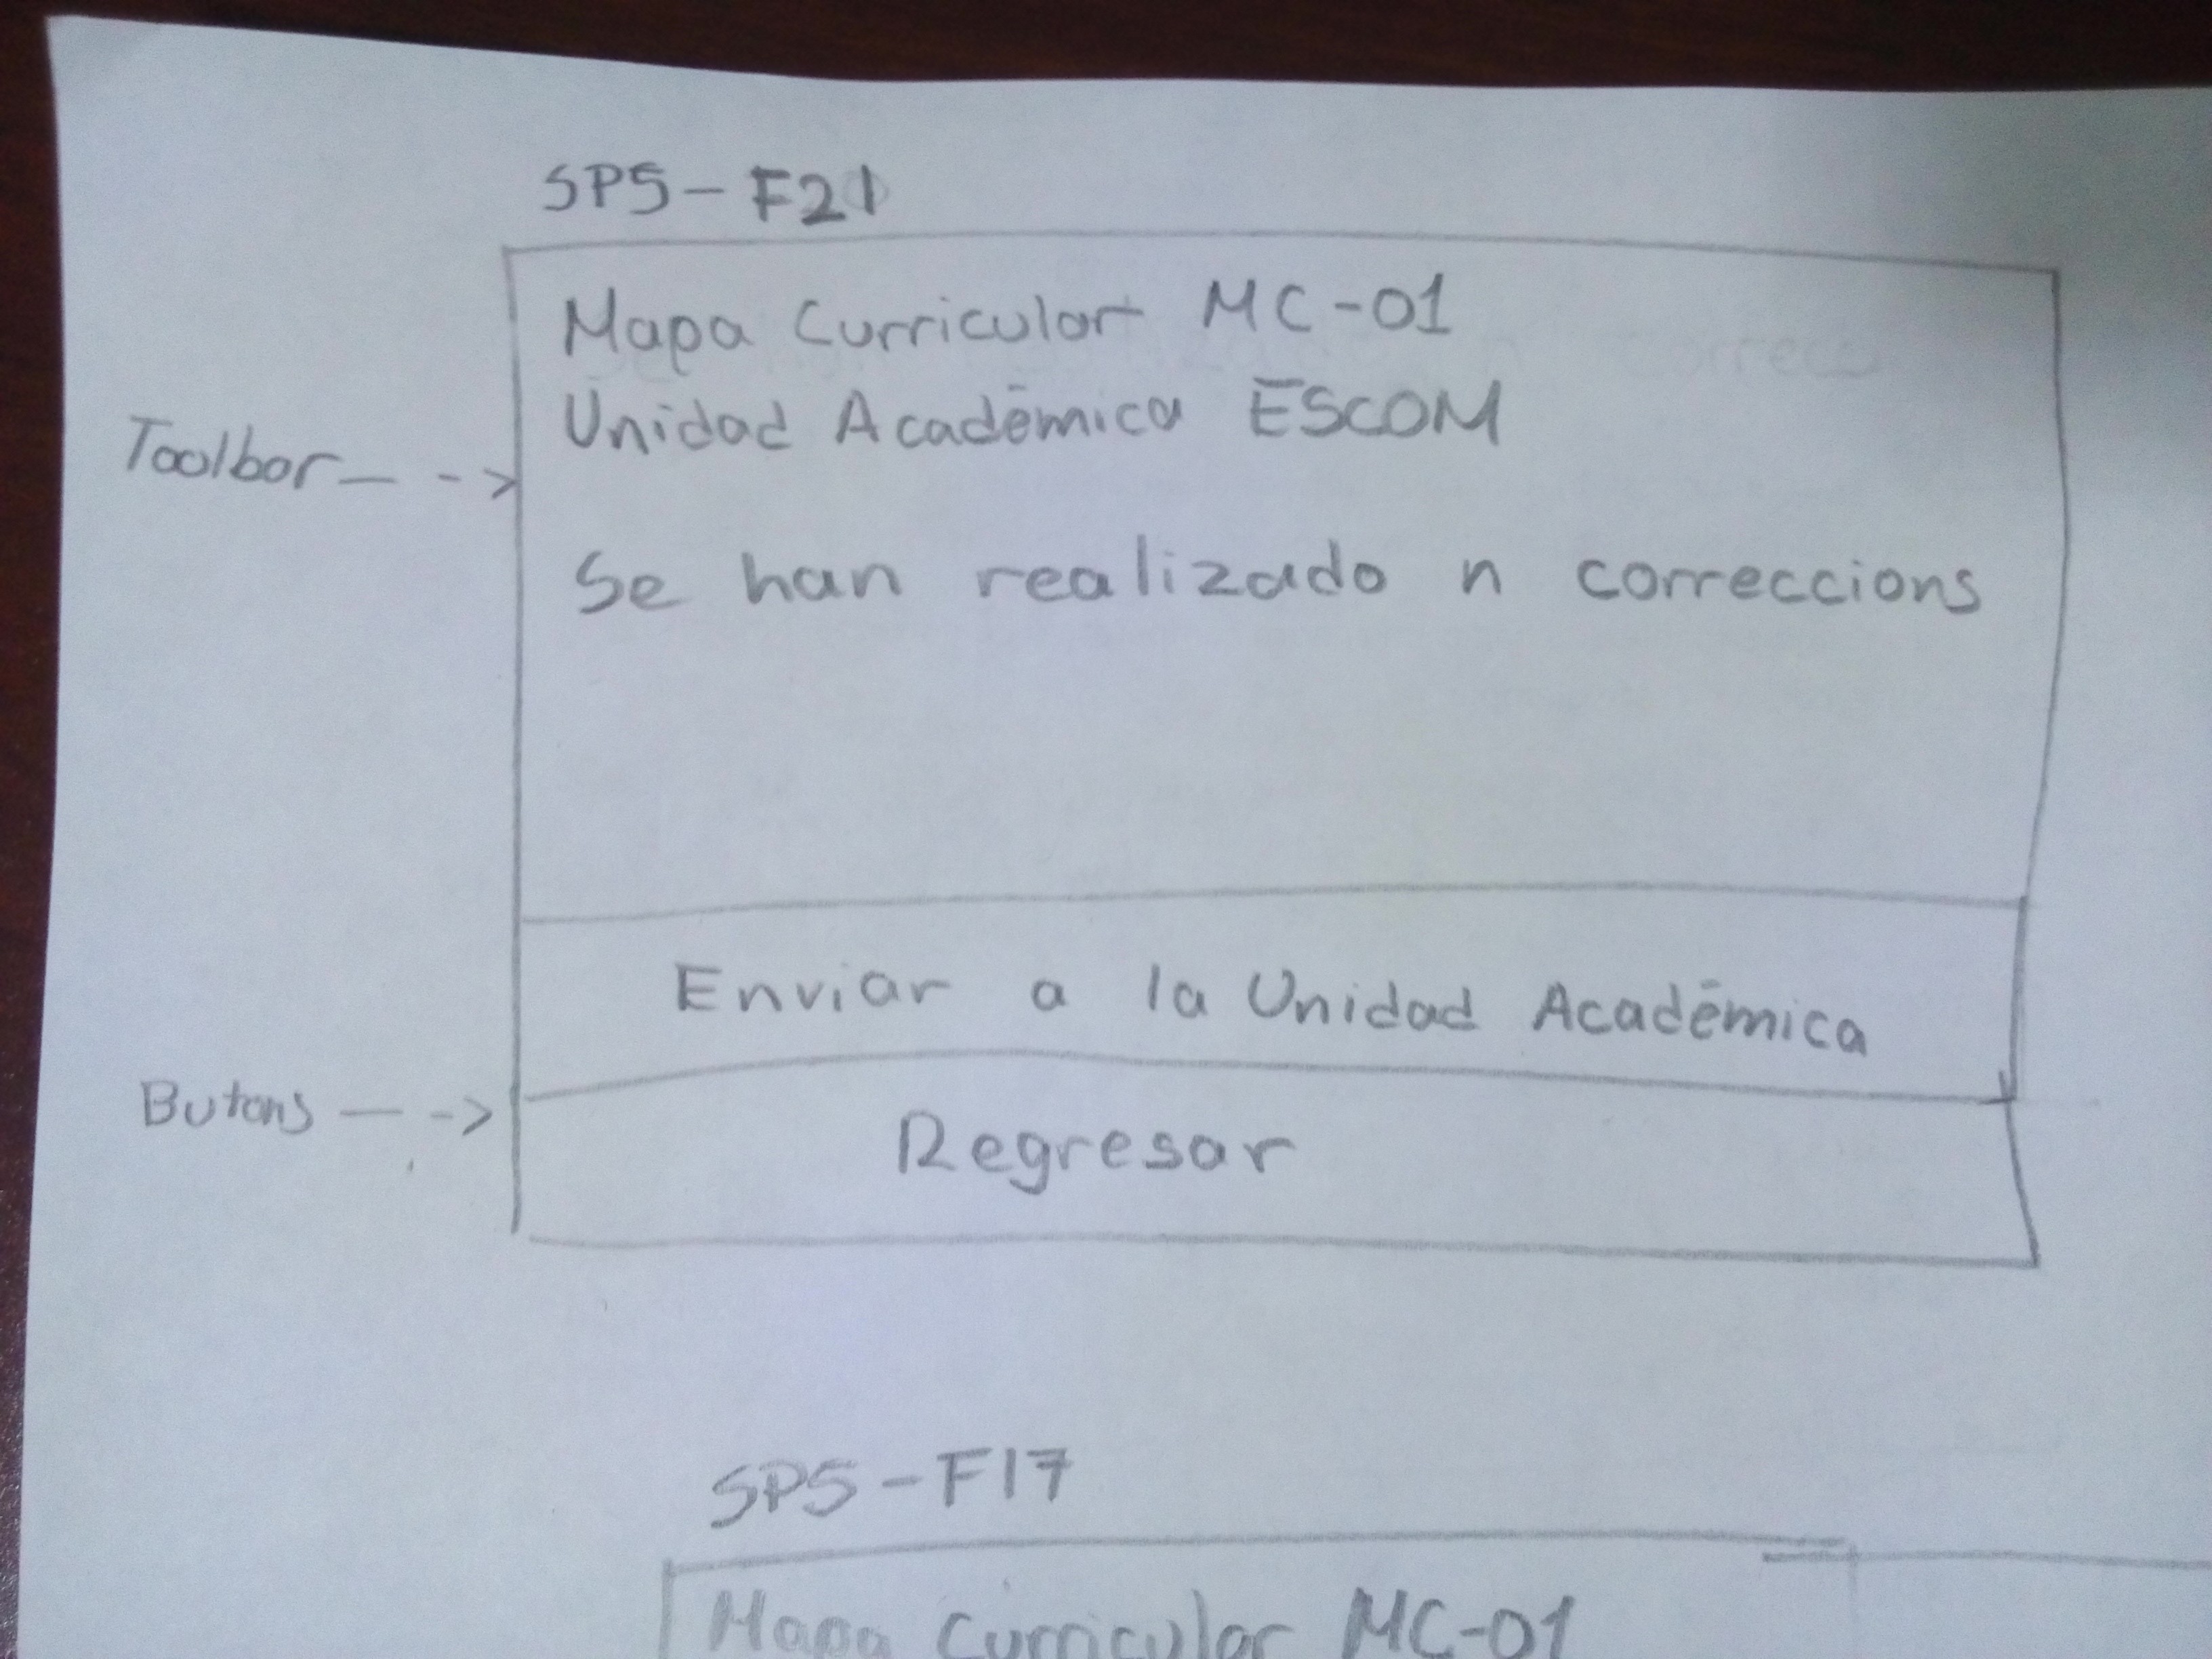 SPS-F21
Mapa Curricular MC-01
Unidad Académica ESCOM
Toolbar
Se han realizado n correccions
Enviar a la Unidad Académica
Butons
Regresar
SPS-F17
Mapa Curricular MC-01